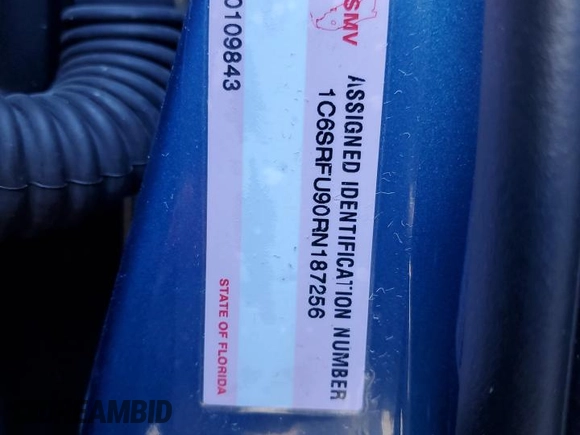 SMV
ASSIGNED IDENTIFICATION NUMBER
1C6SRFU90RN187256
0109843
STATE OF FLORIDA